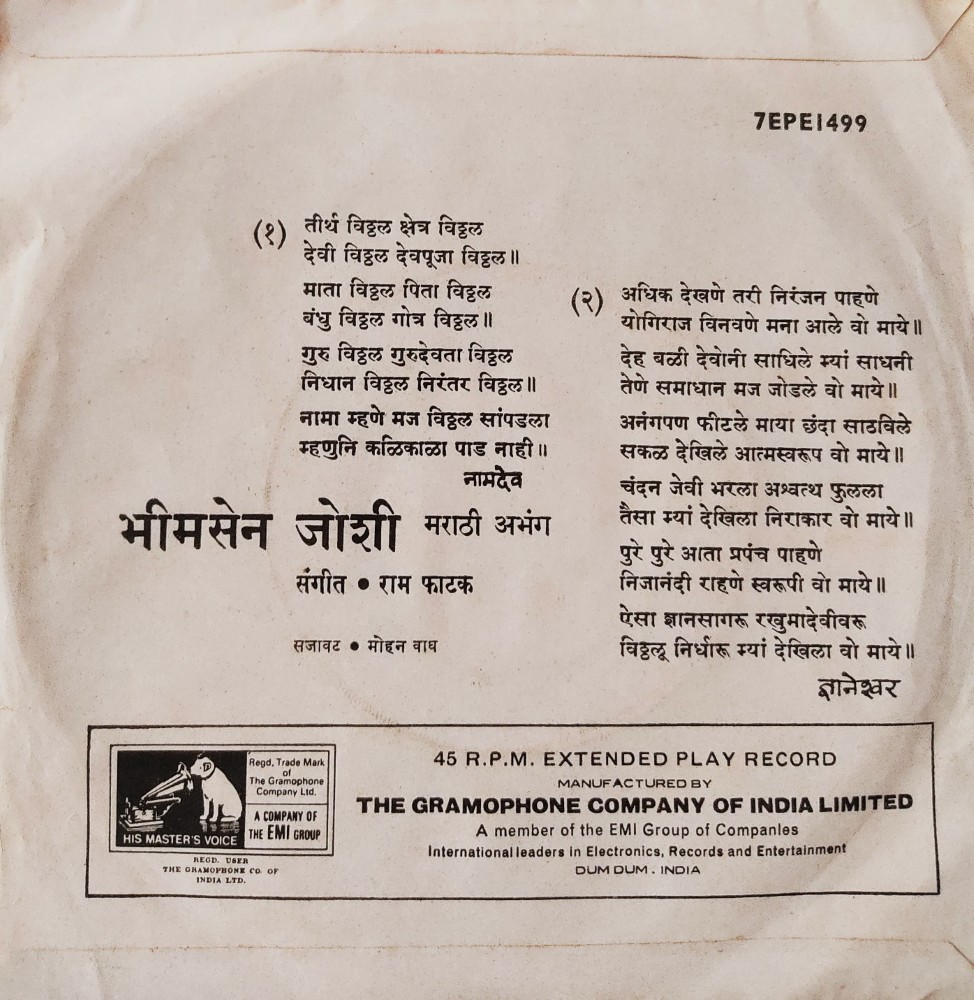 7EPE1499
(१) तीर्थ विठ्ठल क्षेत्र विठ्ठल
देवी विठ्ठल देवपूजा विठ्ठल॥
माता विठ्ठल पिता विठ्ठल
बंधु विठ्ठल गोत्र विठ्ठल॥
गुरु विठ्ठल गुरुदेवता विठ्ठल
निधान विठ्ठल निरंतर विठ्ठल॥
नामा म्हणे मज विठ्ठल सांपडला
म्हणुनि कळिकाळा पाड नाही॥
नामदेव
भीमसेन जोशी मराठी अभंग
संगीत • राम फाटक
सजावट • मोहन वाघ
(२) अधिक देखणे तरी निरंजन पाहणे
योगिराज विनवणे मना आले वो माये॥
देह बळी देवोनी साधिले म्यां साधनी
तेणे समाधान मज जोडले वो माये॥
अनंगपण फीटले माया छंदा साठविले
सकळ देखिले आत्मस्वरूप वो माये॥
चंदन जेवी भरला अश्वत्थ फुलला
तैसा म्यां देखिला निराकार वो माये॥
पुरे पुरे आता प्रपंच पाहणे
निजानंदी राहणे स्वरूपी वो माये॥
ऐसा ज्ञानसागरू रखुमादेवीवरू
विठ्ठलू निर्धारू म्यां देखिला वो माये॥
ज्ञानेश्वर
HIS MASTER'S VOICE
Regd. Trade Mark
of
The Gramophone
Company Ltd.
A COMPANY OF
THE EMI GROUP
REGD. USER
THE GRAMOPHONE CO. OF
INDIA LTD.
45 R.P.M. EXTENDED PLAY RECORD
MANUFACTURED BY
THE GRAMOPHONE COMPANY OF INDIA LIMITED
A member of the EMI Group of Companies
International leaders in Electronics, Records and Entertainment
DUM DUM . INDIA